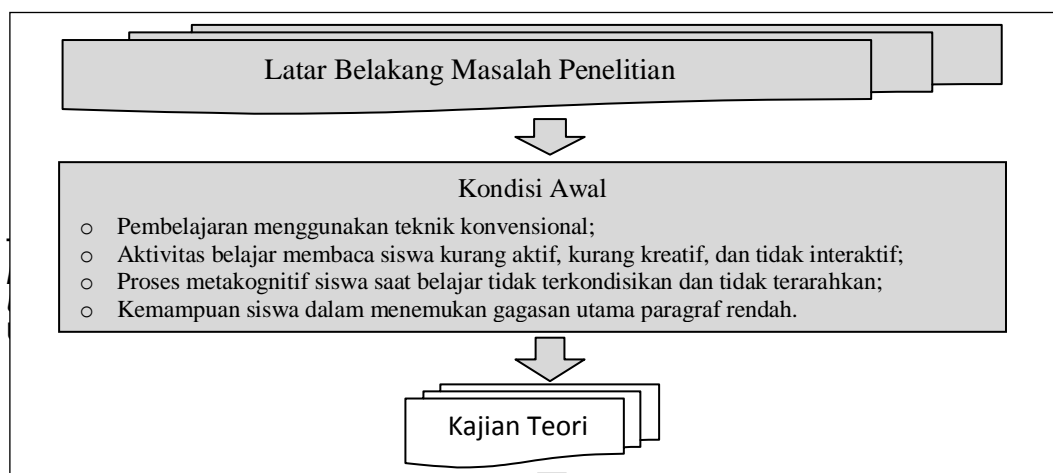 Latar Belakang Masalah Penelitian
Kondisi Awal
o Pembelajaran menggunakan teknik konvensional;
o Aktivitas belajar membaca siswa kurang aktif, kurang kreatif, dan tidak interaktif;
o Proses metakognitif siswa saat belajar tidak terkondisikan dan tidak terarahkan;
o Kemampuan siswa dalam menemukan gagasan utama paragraf rendah.
Kajian Teori